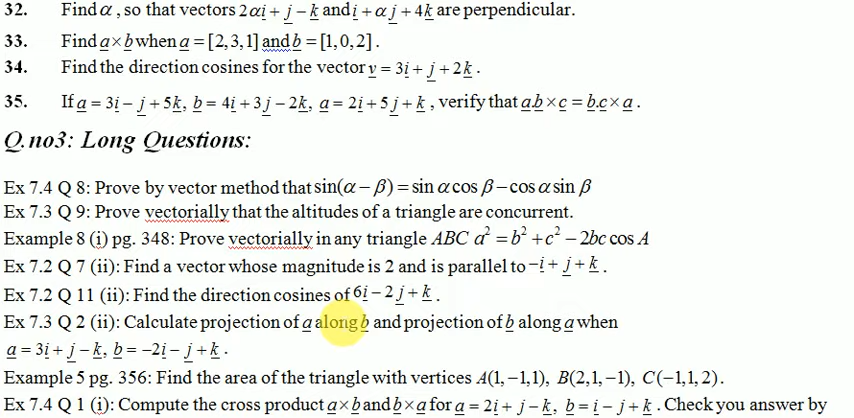 32. Find α, so that vectors 2αi + j − k and i + αj + 4k are perpendicular.
33. Find a × b when a = [2,3,1] and b = [1,0,2].
34. Find the direction cosines for the vector v = 3i + j + 2k.
35. If a = 3i − j + 5k, b = 4i + 3j − 2k, a = 2i + 5j + k, verify that a.b × c = b.c × a.
Q.no3: Long Questions:
Ex 7.4 Q 8: Prove by vector method that sin(α − β) = sin α cos β − cos α sin β
Ex 7.3 Q 9: Prove vectorially that the altitudes of a triangle are concurrent.
Example 8 (i) pg. 348: Prove vectorially in any triangle ABC a² = b² + c² − 2bc cos A
Ex 7.2 Q 7 (ii): Find a vector whose magnitude is 2 and is parallel to −i + j + k.
Ex 7.2 Q 11 (ii): Find the direction cosines of 6i − 2j + k.
Ex 7.3 Q 2 (ii): Calculate projection of a along b and projection of b along a when
a = 3i + j − k, b = −2i − j + k.
Example 5 pg. 356: Find the area of the triangle with vertices A(1,−1,1), B(2,1,−1), C(−1,1,2).
Ex 7.4 Q 1 (i): Compute the cross product a × b and b × a for a = 2i + j − k, b = i − j + k. Check you answer by